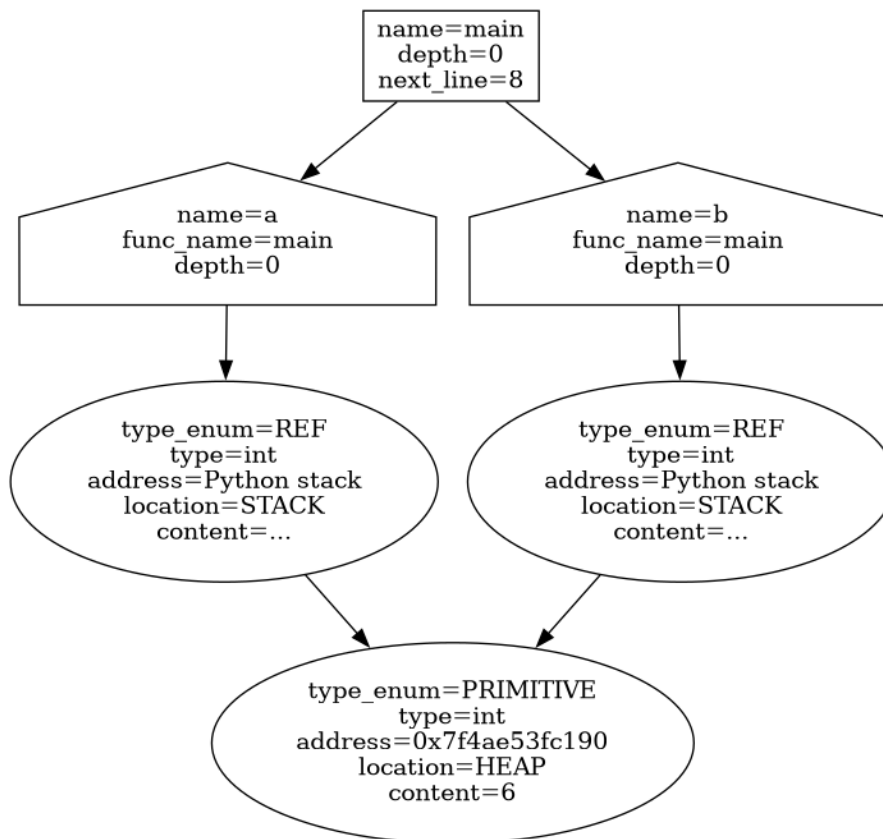 name=main
depth=0
next_line=8
name=a
func_name=main
depth=0
name=b
func_name=main
depth=0
type_enum=REF
type=int
address=Python stack
location=STACK
content=...
type_enum=REF
type=int
address=Python stack
location=STACK
content=...
type_enum=PRIMITIVE
type=int
address=0x7f4ae53fc190
location=HEAP
content=6